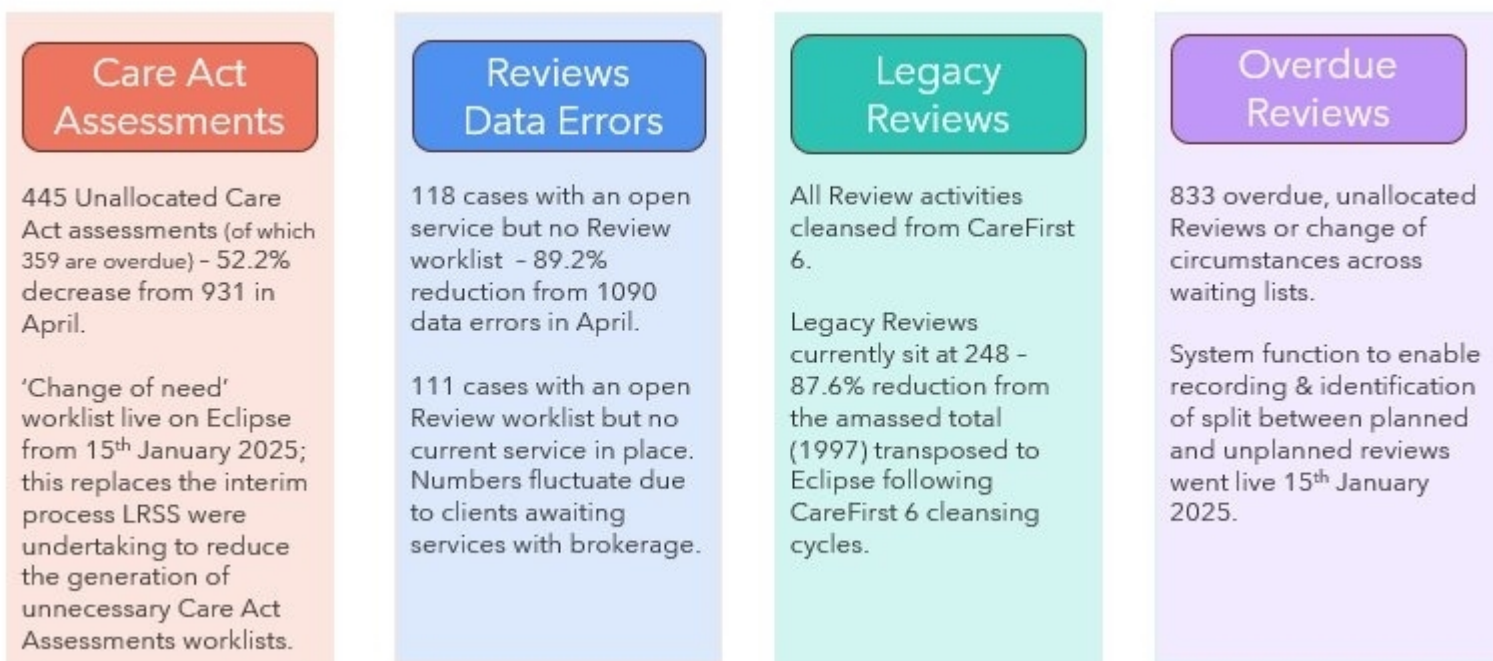 Care Act
Assessments
445 Unallocated Care
Act assessments (of which
359 are overdue) – 52.2%
decrease from 931 in
April.
‘Change of need’
worklist live on Eclipse
from 15th January 2025;
this replaces the interim
process LRSS were
undertaking to reduce
the generation of
unnecessary Care Act
Assessments worklists.
Reviews
Data Errors
118 cases with an open
service but no Review
worklist – 89.2%
reduction from 1090
data errors in April.
111 cases with an open
Review worklist but no
current service in place.
Numbers fluctuate due
to clients awaiting
services with brokerage.
Legacy
Reviews
All Review activities
cleansed from CareFirst
6.
Legacy Reviews
currently sit at 248 –
87.6% reduction from
the amassed total
(1997) transposed to
Eclipse following
CareFirst 6 cleansing
cycles.
Overdue
Reviews
833 overdue, unallocated
Reviews or change of
circumstances across
waiting lists.
System function to enable
recording & identification
of split between planned
and unplanned reviews
went live 15th January
2025.